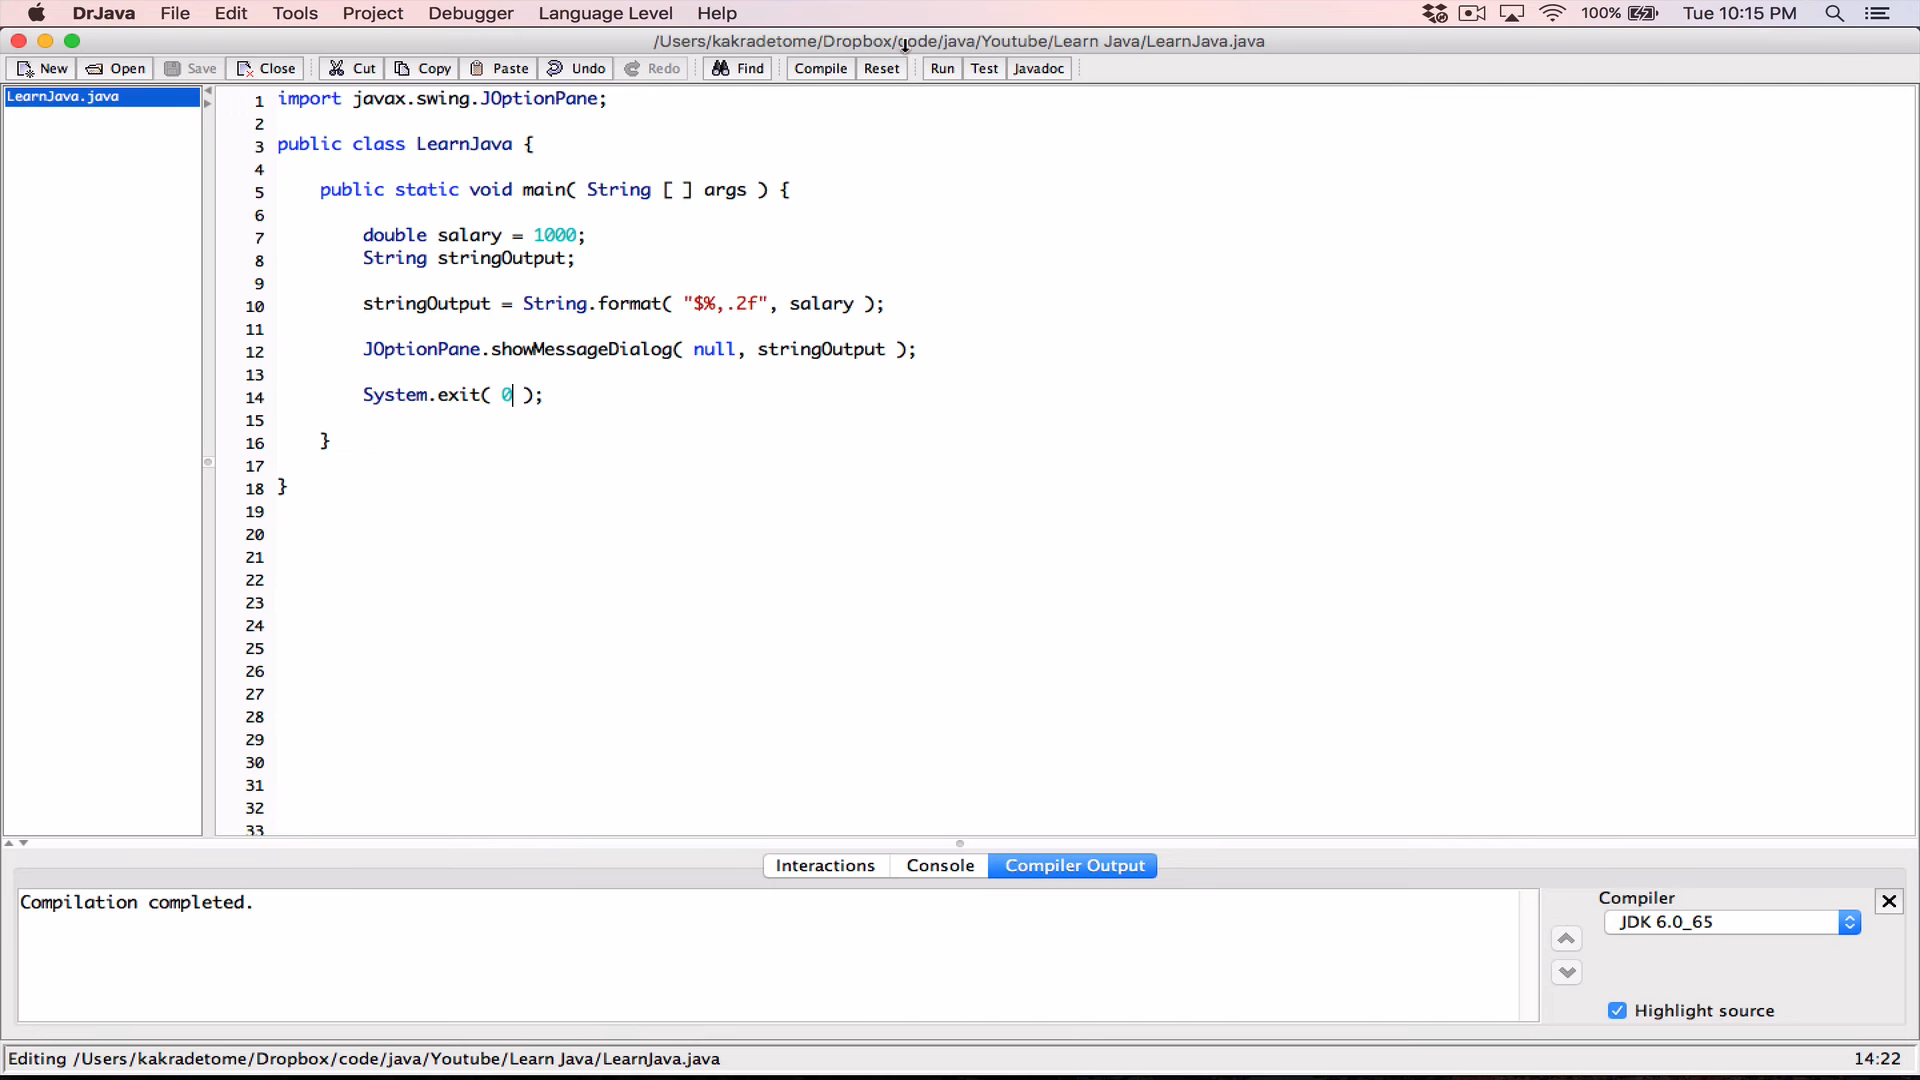 DrJava File Edit Tools Project Debugger Language Level Help 100% Tue 10:15 PM
/Users/kakradetome/Dropbox/code/java/Youtube/Learn Java/LearnJava.java
New Open Save Close Cut Copy Paste Undo Redo Find Compile Reset Run Test Javadoc
LearnJava.java
1 import javax.swing.JOptionPane;
2
3 public class LearnJava {
4
5 public static void main( String [ ] args ) {
6
7 double salary = 1000;
8 String stringOutput;
9
10 stringOutput = String.format( "$%,.2f", salary );
11
12 JOptionPane.showMessageDialog( null, stringOutput );
13
14 System.exit( 0 );
15
16 }
17
18 }
19
20
21
22
23
24
25
26
27
28
29
30
31
32
33
Interactions Console Compiler Output
Compilation completed.
Compiler
JDK 6.0_65
Highlight source
Editing /Users/kakradetome/Dropbox/code/java/Youtube/Learn Java/LearnJava.java 14:22